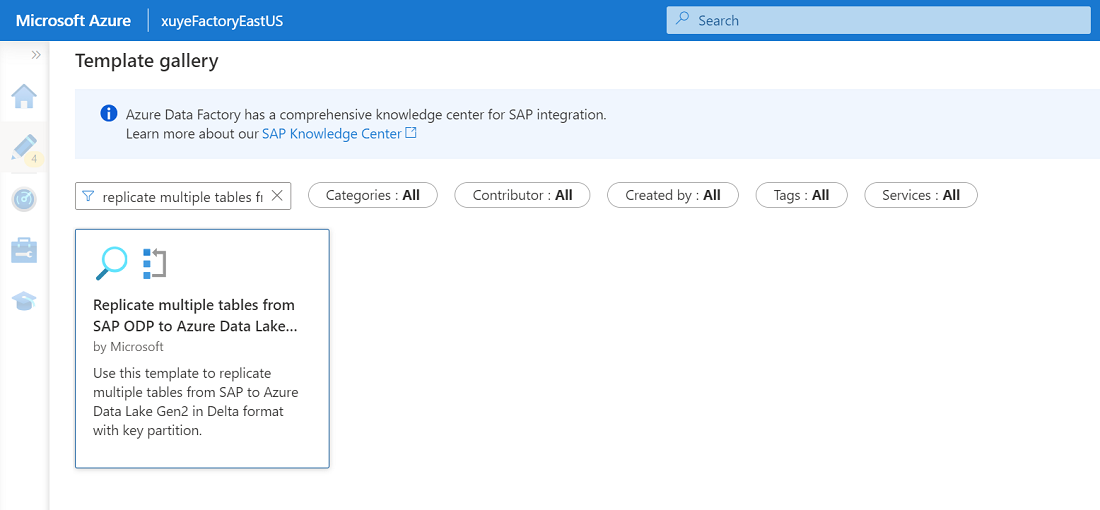 Microsoft Azure
xuyeFactoryEastUS
Search
»
Template gallery
Azure Data Factory has a comprehensive knowledge center for SAP integration.
Learn more about our SAP Knowledge Center
replicate multiple tables
Categories : All
Contributor : All
Created by : All
Tags : All
Services : All
4
Replicate multiple tables from
SAP ODP to Azure Data Lake...
by Microsoft
Use this template to replicate
multiple tables from SAP to Azure
Data Lake Gen2 in Delta format
with key partition.